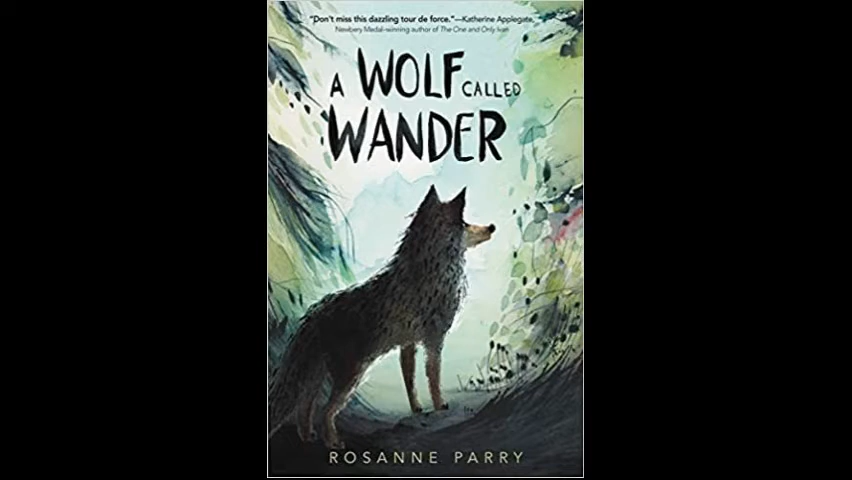 "Don't miss this dazzling tour de force."—Katherine Applegate,
Newbery Medal–winning author of The One and Only Ivan
A WOLF CALLED
WANDER
ROSANNE PARRY